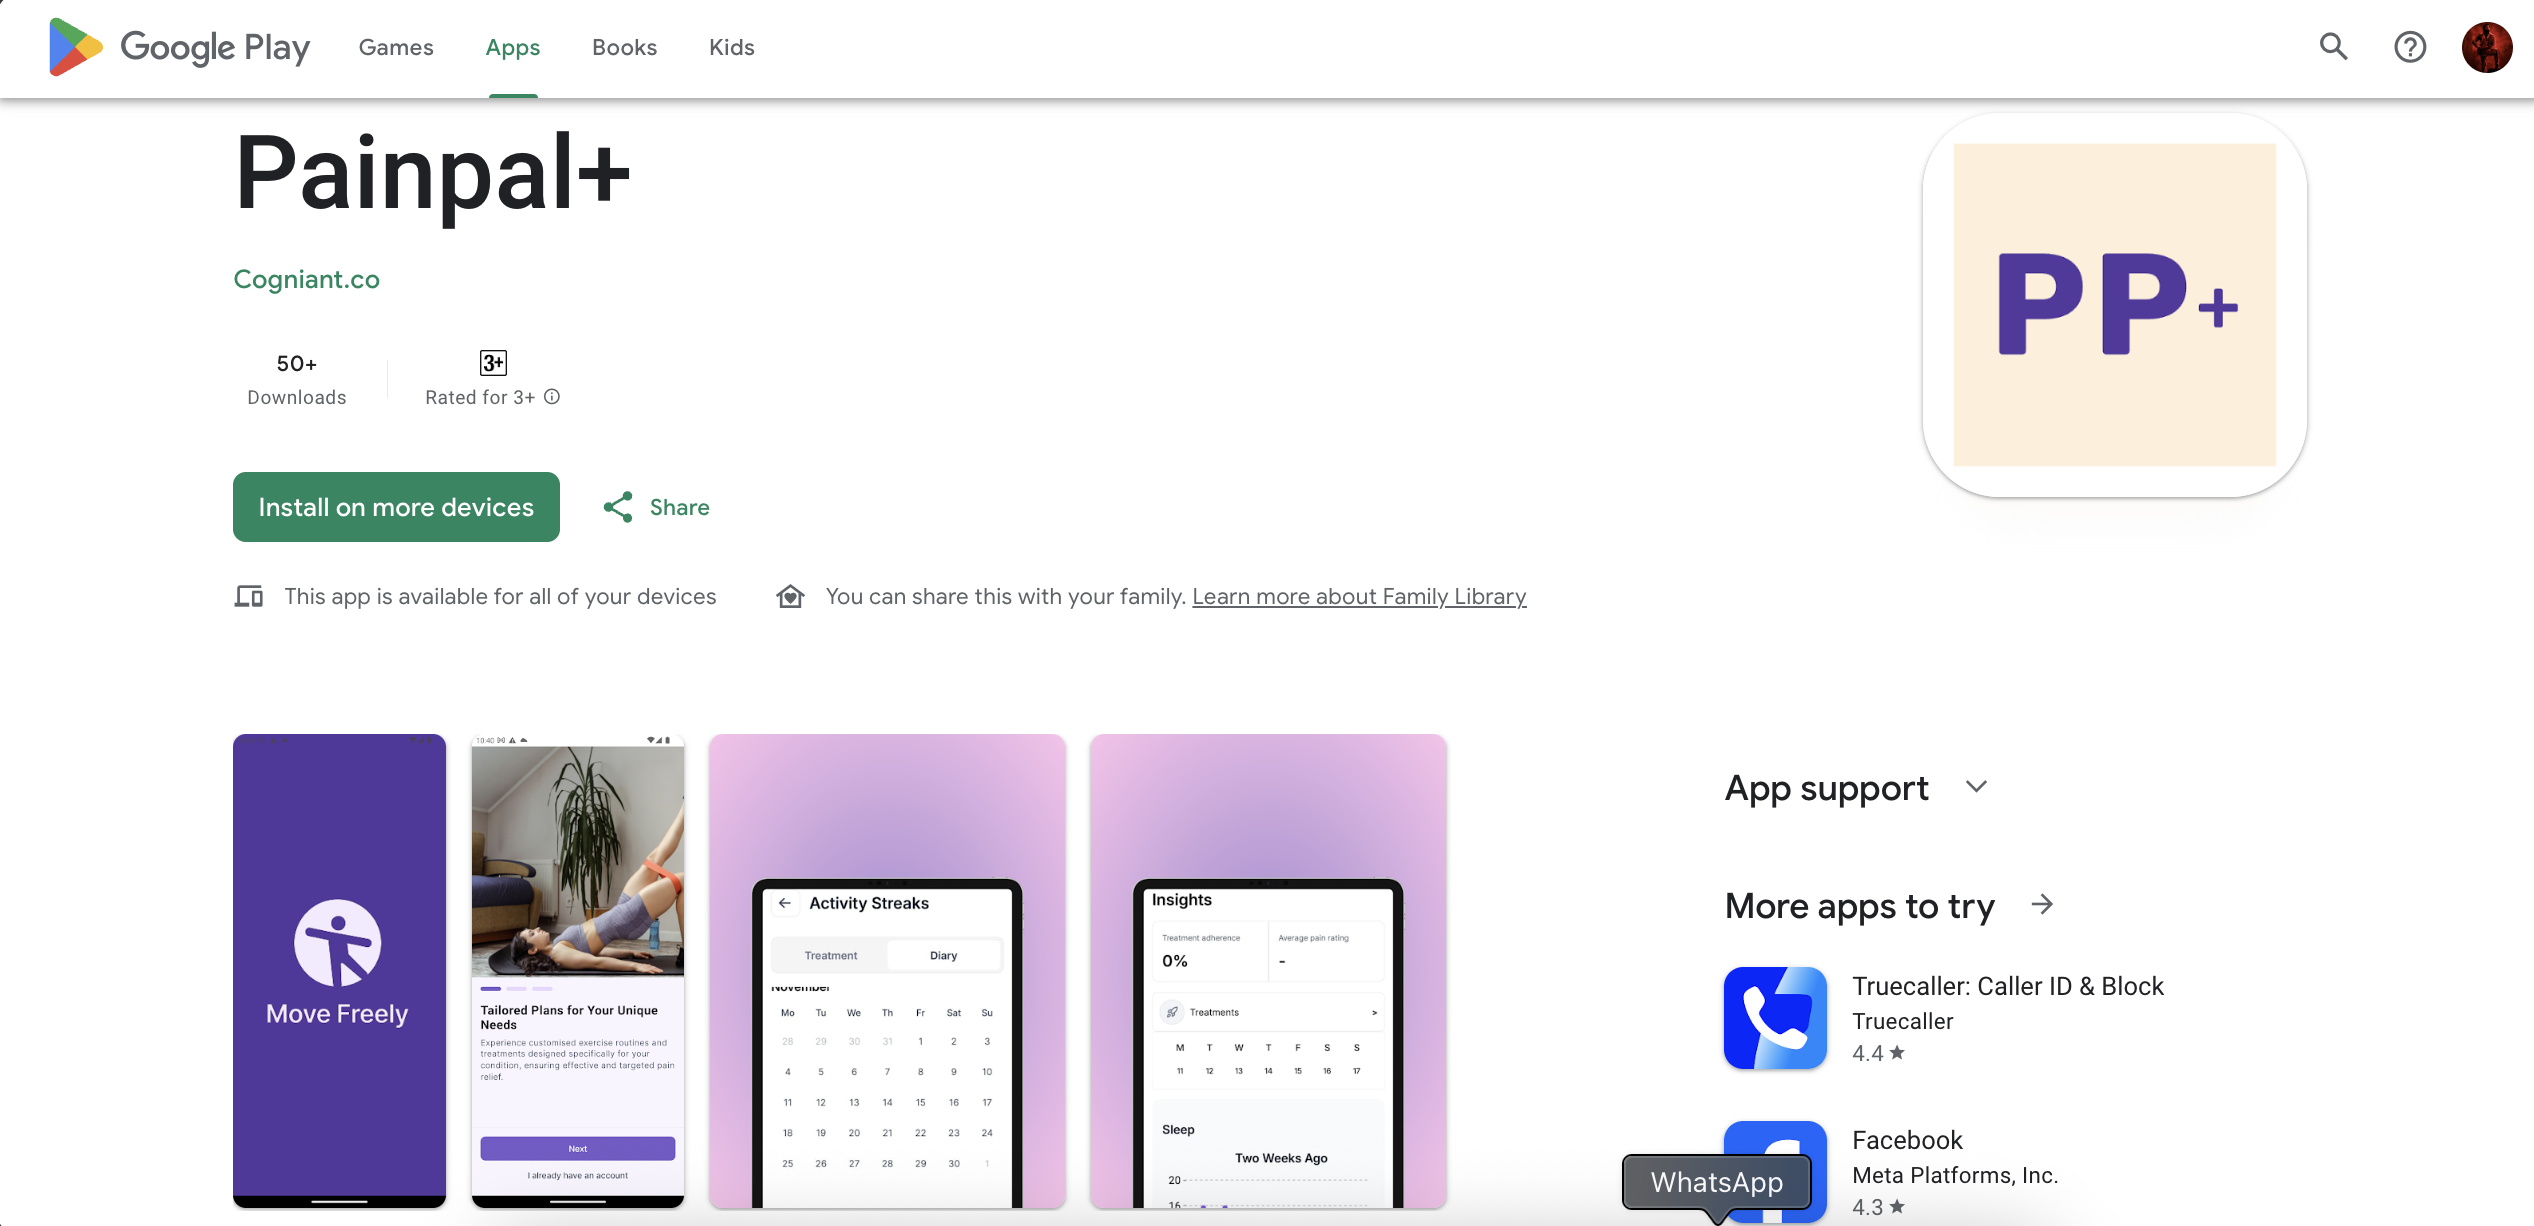 Google Play
Games
Apps
Books
Kids
Painpal+
Cogniant.co
50+
Downloads
3+
Rated for 3+
Install on more devices
Share
This app is available for all of your devices
You can share this with your family. Learn more about Family Library
PP+
Move Freely
10:40
Tailored Plans for Your Unique
Needs
Experience customised exercise routines and
treatments designed specifically for your
condition, ensuring effective and targeted pain
relief.
Next
I already have an account
Activity Streaks
Treatment
Diary
November
Mo Tu We Th Fr Sat Su
28 29 30 31 1 2 3
4 5 6 7 8 9 10
11 12 13 14 15 16 17
18 19 20 21 22 23 24
25 26 27 28 29 30 1
Insights
Treatment adherence
0%
Average pain rating
-
Treatments
>
M T W T F S S
11 12 13 14 15 16 17
Sleep
Two Weeks Ago
20
16
App support
More apps to try
Truecaller: Caller ID & Block
Truecaller
4.4
Facebook
Meta Platforms, Inc.
4.3
WhatsApp